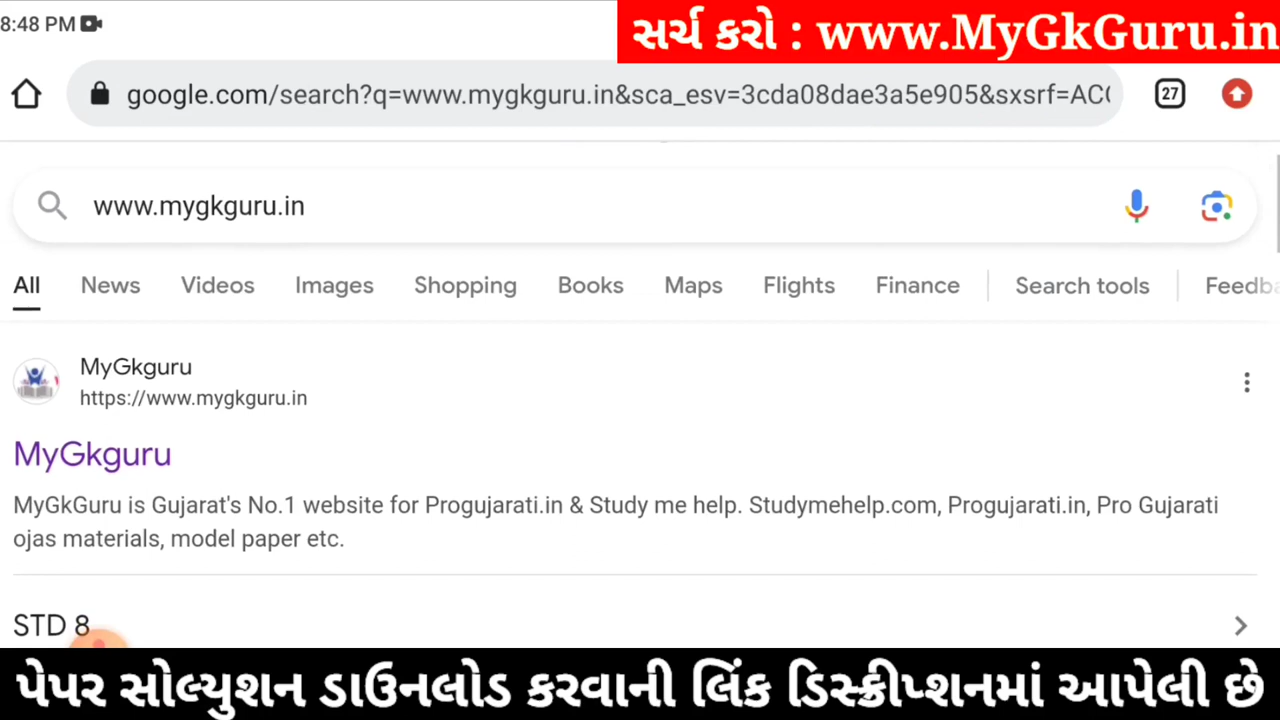 8:48 PM
સર્ચ કરો : www.MyGkGuru.in
google.com/search?q=www.mygkguru.in&sca_esv=3cda08dae3a5e905&sxsrf=AC
27
www.mygkguru.in
All News Videos Images Shopping Books Maps Flights Finance Search tools Feedba
MyGkguru
https://www.mygkguru.in
MyGkguru
MyGkGuru is Gujarat's No.1 website for Progujarati.in & Study me help. Studymehelp.com, Progujarati.in, Pro Gujarati
ojas materials, model paper etc.
STD 8
પેપર સોલ્યુશન ડાઉનલોડ કરવાની લિંક ડિસ્ક્રીપ્શનમાં આપેલી છે